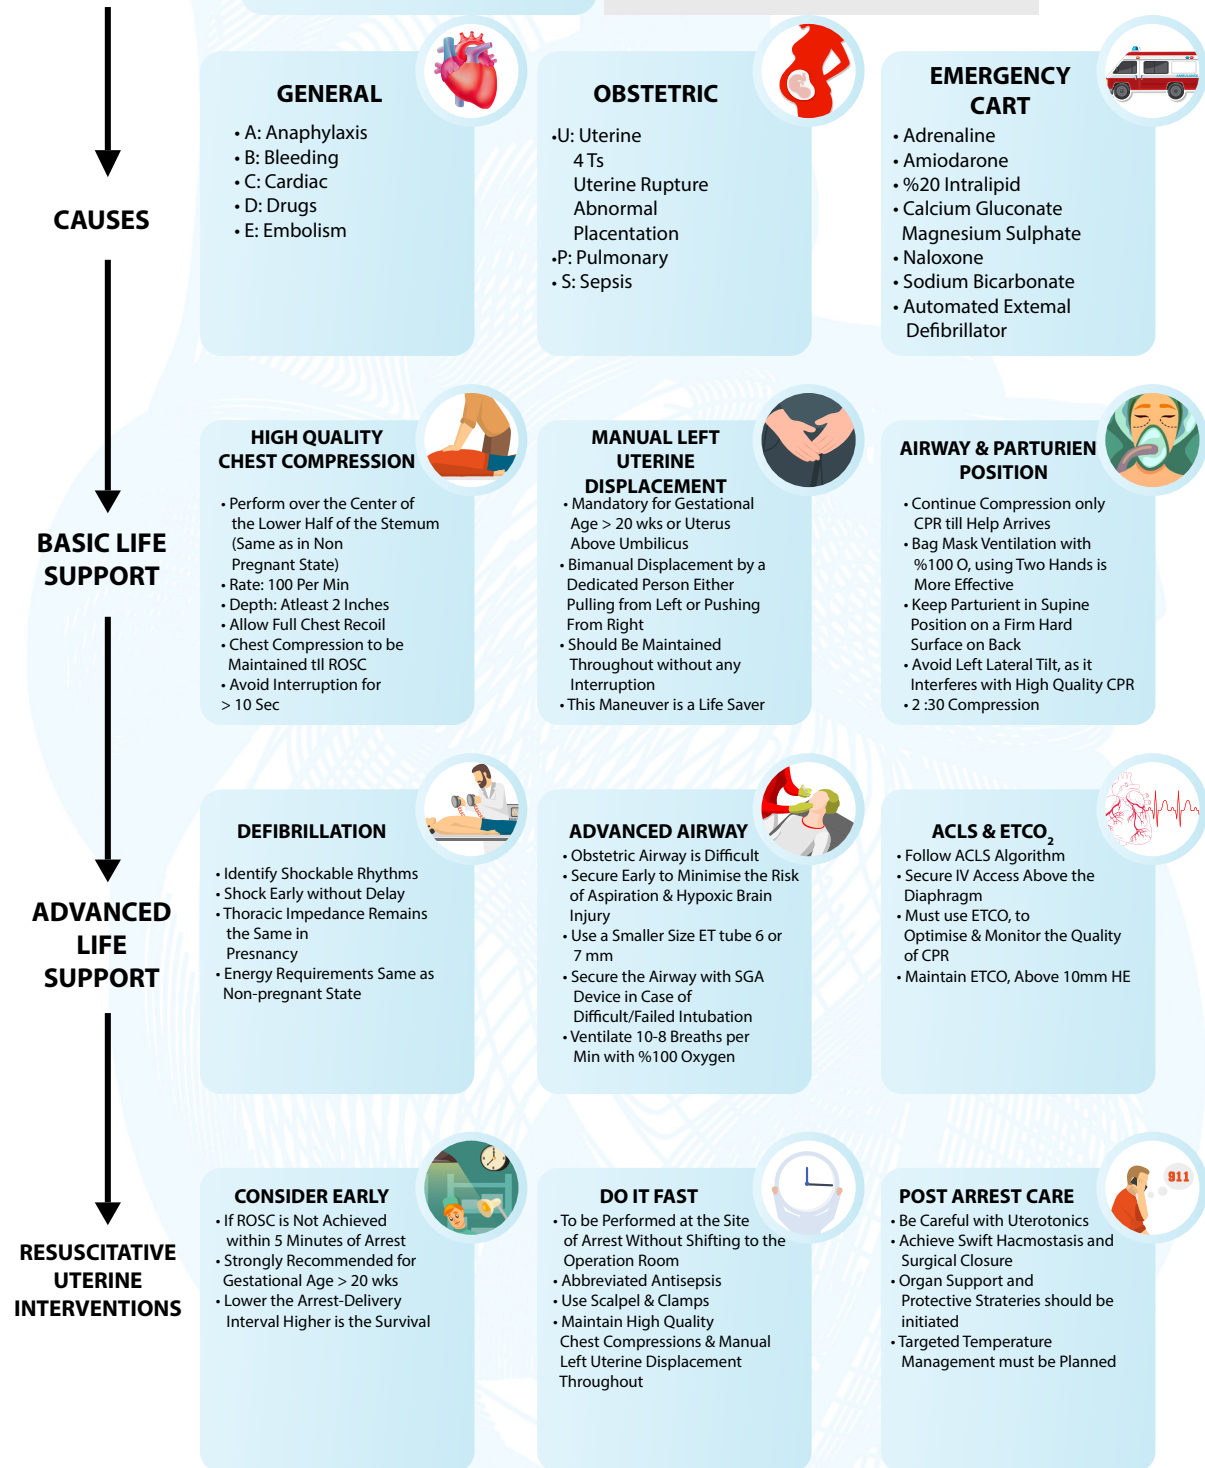 CAUSES
GENERAL
• A: Anaphylaxis
• B: Bleeding
• C: Cardiac
• D: Drugs
• E: Embolism
OBSTETRIC
•U: Uterine
4 Ts
Uterine Rupture
Abnormal
Placentation
•P: Pulmonary
• S: Sepsis
EMERGENCY
CART
• Adrenaline
• Amiodarone
• %20 Intralipid
• Calcium Gluconate
Magnesium Sulphate
• Naloxone
• Sodium Bicarbonate
• Automated Extemal
Defibrillator
AMBULANCE
BASIC LIFE
SUPPORT
HIGH QUALITY
CHEST COMPRESSION
• Perform over the Center of
the Lower Half of the Stemum
(Same as in Non
Pregnant State)
• Rate: 100 Per Min
• Depth: Atleast 2 Inches
• Allow Full Chest Recoil
• Chest Compression to be
Maintained tll ROSC
• Avoid Interruption for
> 10 Sec
MANUAL LEFT
UTERINE
DISPLACEMENT
• Mandatory for Gestational
Age > 20 wks or Uterus
Above Umbilicus
• Bimanual Displacement by a
Dedicated Person Either
Pulling from Left or Pushing
From Right
• Should Be Maintained
Throughout without any
Interruption
• This Maneuver is a Life Saver
AIRWAY & PARTURIEN
POSITION
• Continue Compression only
CPR till Help Arrives
• Bag Mask Ventilation with
%100 O, using Two Hands is
More Effective
• Keep Parturient in Supine
Position on a Firm Hard
Surface on Back
• Avoid Left Lateral Tilt, as it
Interferes with High Quality CPR
• 2 :30 Compression
ADVANCED
LIFE
SUPPORT
DEFIBRILLATION
• Identify Shockable Rhythms
• Shock Early without Delay
• Thoracic Impedance Remains
the Same in
Presnancy
• Energy Requirements Same as
Non-pregnant State
ADVANCED AIRWAY
• Obstetric Airway is Difficult
• Secure Early to Minimise the Risk
of Aspiration & Hypoxic Brain
Injury
• Use a Smaller Size ET tube 6 or
7 mm
• Secure the Airway with SGA
Device in Case of
Difficult/Failed Intubation
• Ventilate 10-8 Breaths per
Min with %100 Oxygen
ACLS & ETCO2
• Follow ACLS Algorithm
• Secure IV Access Above the
Diaphragm
• Must use ETCO, to
Optimise & Monitor the Quality
of CPR
• Maintain ETCO, Above 10mm HE
RESUSCITATIVE
UTERINE
INTERVENTIONS
CONSIDER EARLY
• If ROSC is Not Achieved
within 5 Minutes of Arrest
• Strongly Recommended for
Gestational Age > 20 wks
• Lower the Arrest-Delivery
Interval Higher is the Survival
DO IT FAST
• To be Performed at the Site
of Arrest Without Shifting to the
Operation Room
• Abbreviated Antisepsis
• Use Scalpel & Clamps
• Maintain High Quality
Chest Compressions & Manual
Left Uterine Displacement
Throughout
911
POST ARREST CARE
• Be Careful with Uterotonics
• Achieve Swift Hacmostasis and
Surgical Closure
• Organ Support and
Protective Strateries should be
initiated
• Targeted Temperature
Management must be Planned